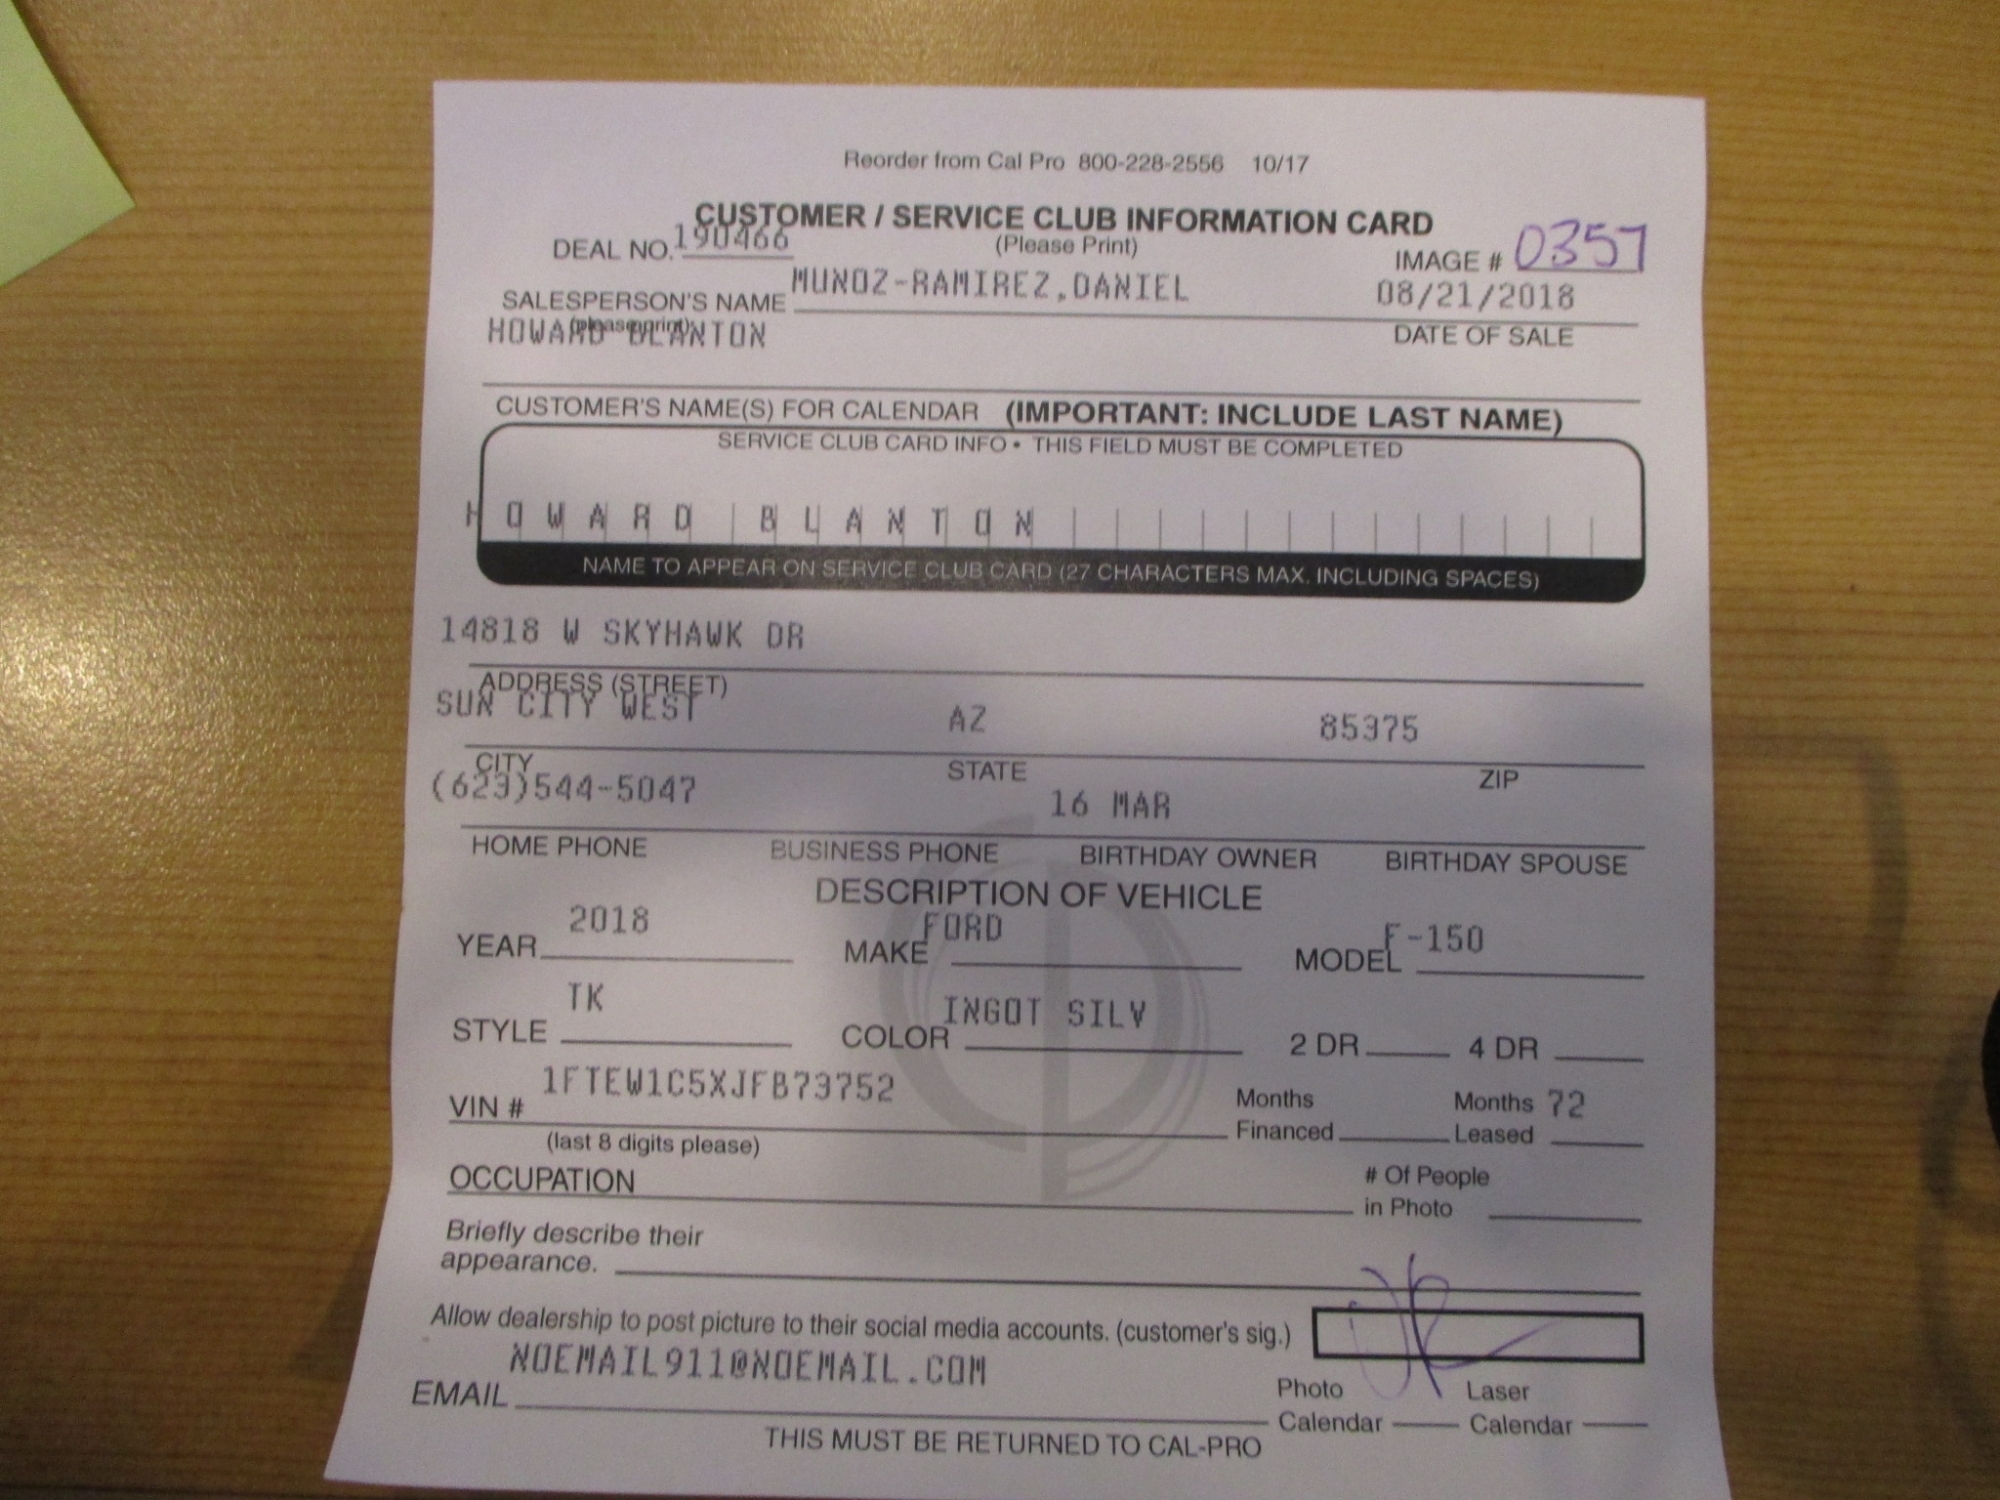 Reorder from Cal Pro 800-228-2556 10/17
CUSTOMER / SERVICE CLUB INFORMATION CARD
DEAL NO. 190466 (Please Print) IMAGE # 0357
SALESPERSON'S NAME MUNOZ-RAMIREZ,DANIEL 08/21/2018
(please print) DATE OF SALE
HOWARD BLANTON
CUSTOMER'S NAME(S) FOR CALENDAR (IMPORTANT: INCLUDE LAST NAME)
SERVICE CLUB CARD INFO • THIS FIELD MUST BE COMPLETED
HOWARD BLANTON
NAME TO APPEAR ON SERVICE CLUB CARD (27 CHARACTERS MAX. INCLUDING SPACES)
14818 W SKYHAWK DR
ADDRESS (STREET)
SUN CITY WEST AZ 85375
CITY STATE ZIP
(623)544-5047 16 MAR
HOME PHONE BUSINESS PHONE BIRTHDAY OWNER BIRTHDAY SPOUSE
DESCRIPTION OF VEHICLE
YEAR 2018 MAKE FORD MODEL F-150
STYLE TK COLOR INGOT SILV 2 DR 4 DR
VIN # 1FTEW1C5XJFB73752 Months Financed Months Leased 72
(last 8 digits please)
OCCUPATION # Of People in Photo
Briefly describe their
appearance.
Allow dealership to post picture to their social media accounts. (customer's sig.)
NOEMAIL911@NOEMAIL.COM
EMAIL Photo Calendar Laser Calendar
THIS MUST BE RETURNED TO CAL-PRO